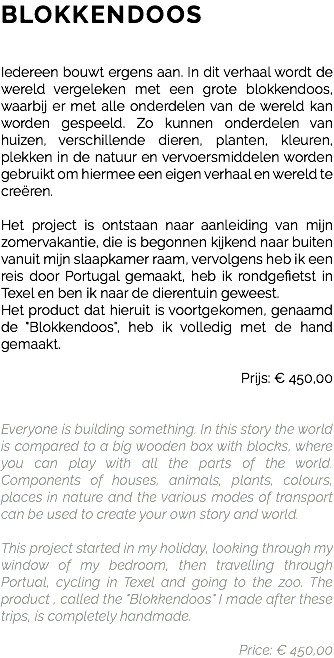 BLOKKENDOOS
Iedereen bouwt ergens aan. In dit verhaal wordt de
wereld vergeleken met een grote blokkendoos,
waarbij er met alle onderdelen van de wereld kan
worden gespeeld. Zo kunnen onderdelen van
huizen, verschillende dieren, planten, kleuren,
plekken in de natuur en vervoersmiddelen worden
gebruikt om hiermee een eigen verhaal en wereld te
creëren.
Het project is ontstaan naar aanleiding van mijn
zomervakantie, die is begonnen kijkend naar buiten
vanuit mijn slaapkamer raam, vervolgens heb ik een
reis door Portugal gemaakt, heb ik rondgefietst in
Texel en ben ik naar de dierentuin geweest.
Het product dat hieruit is voortgekomen, genaamd
de "Blokkendoos", heb ik volledig met de hand
gemaakt.
Prijs: € 450,00
Everyone is building something. In this story the world
is compared to a big wooden box with blocks, where
you can play with all the parts of the world.
Components of houses, animals, plants, colours,
places in nature and the various modes of transport
can be used to create your own story and world.
This project started in my holiday, looking through my
window of my bedroom, then travelling through
Portual, cycling in Texel and going to the zoo. The
product , called the "Blokkendoos" I made after these
trips, is completely handmade.
Price: € 450,00